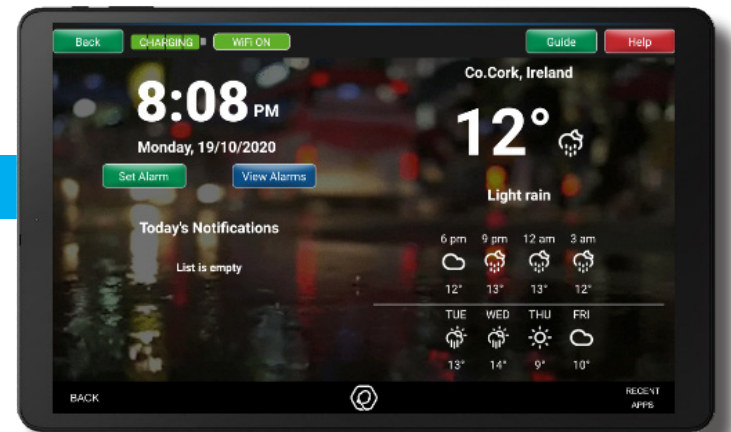 Back
CHARGING
WiFi ON
Guide
Help
8:08 PM
Monday, 19/10/2020
Set Alarm
View Alarms
Today's Notifications
List is empty
Co.Cork, Ireland
12°
Light rain
6 pm 9 pm 12 am 3 am
12° 13° 13° 12°
TUE WED THU FRI
13° 14° 9° 10°
BACK
RECENT
APPS